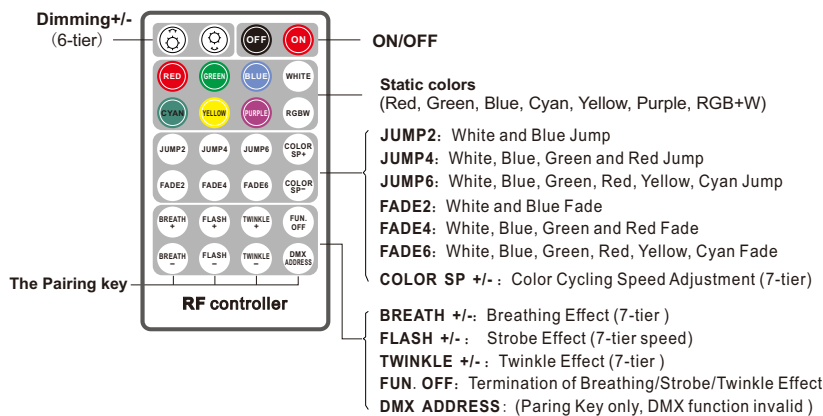 Dimming+/-
（6-tier）
OFF
ON
ON/OFF
RED
GREEN
BLUE
WHITE
CYAN
YELLOW
PURPLE
RGBW
Static colors
(Red, Green, Blue, Cyan, Yellow, Purple, RGB+W)
JUMP2
JUMP4
JUMP6
COLOR
SP+
FADE2
FADE4
FADE6
COLOR
SP−
JUMP2：White and Blue Jump
JUMP4：White, Blue, Green and Red Jump
JUMP6：White, Blue, Green, Red, Yellow, Cyan Jump
FADE2：White and Blue Fade
FADE4：White, Blue, Green and Red Fade
FADE6：White, Blue, Green, Red, Yellow, Cyan Fade
COLOR SP +/-：Color Cycling Speed Adjustment (7-tier)
BREATH
+
FLASH
+
TWINKLE
+
FUN.
OFF
BREATH
−
FLASH
−
TWINKLE
−
DMX
ADDRESS
The Pairing key
RF controller
BREATH +/-：Breathing Effect (7-tier )
FLASH +/-： Strobe Effect (7-tier speed)
TWINKLE +/-：Twinkle Effect (7-tier )
FUN. OFF：Termination of Breathing/Strobe/Twinkle Effect
DMX ADDRESS：(Paring Key only, DMX function invalid )